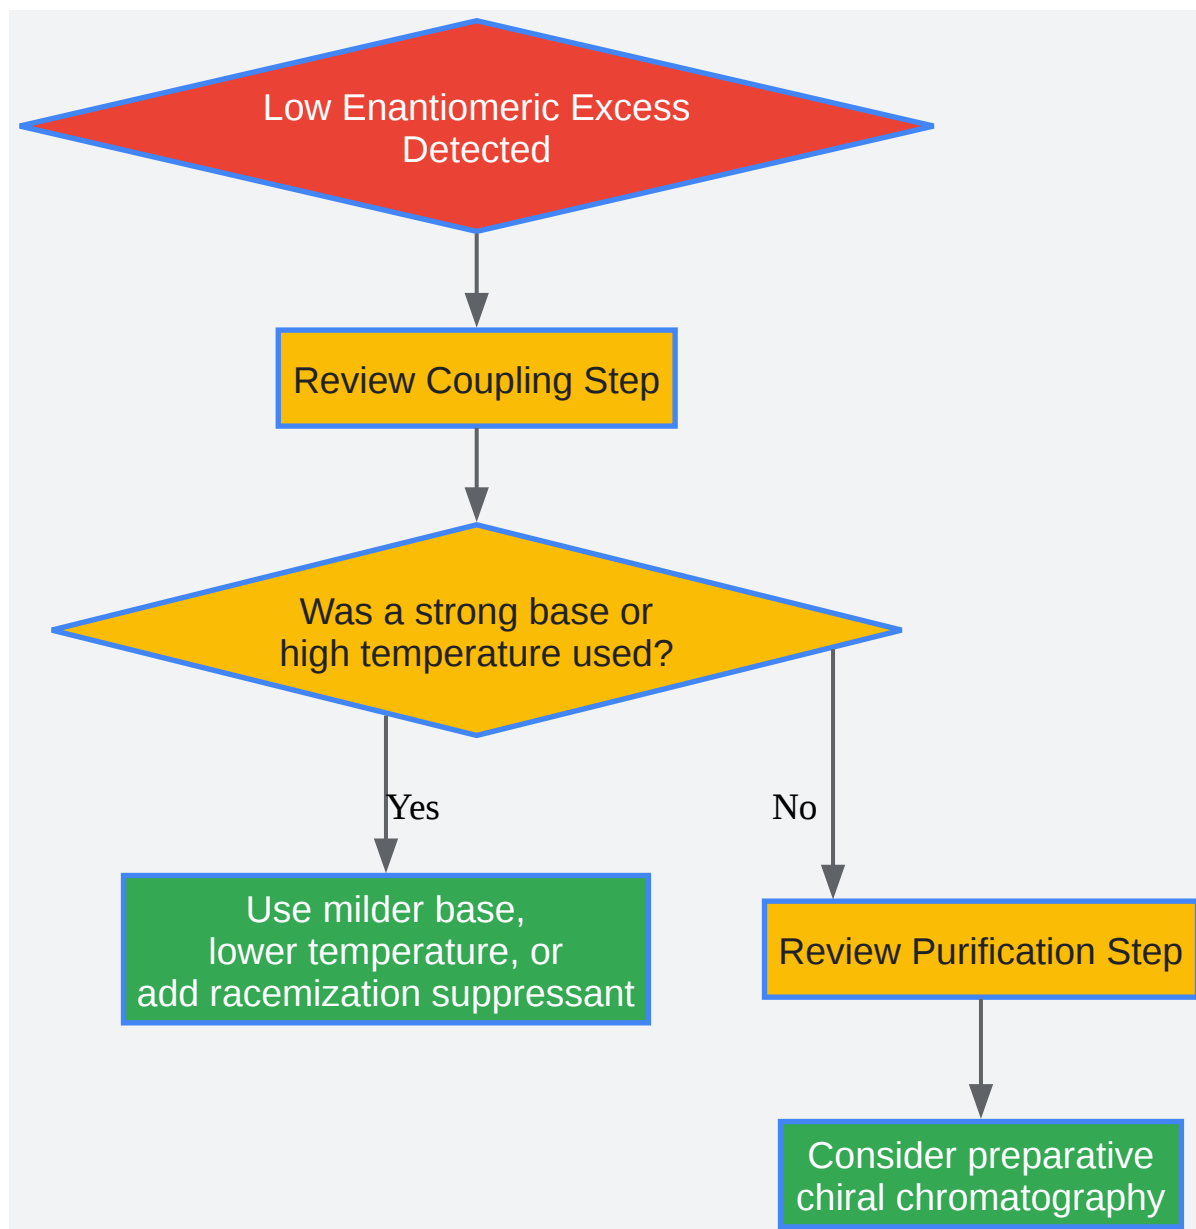 Low Enantiomeric Excess
Detected
Review Coupling Step
Was a strong base or
high temperature used?
Yes
No
Use milder base,
lower temperature, or
add racemization suppressant
Review Purification Step
Consider preparative
chiral chromatography